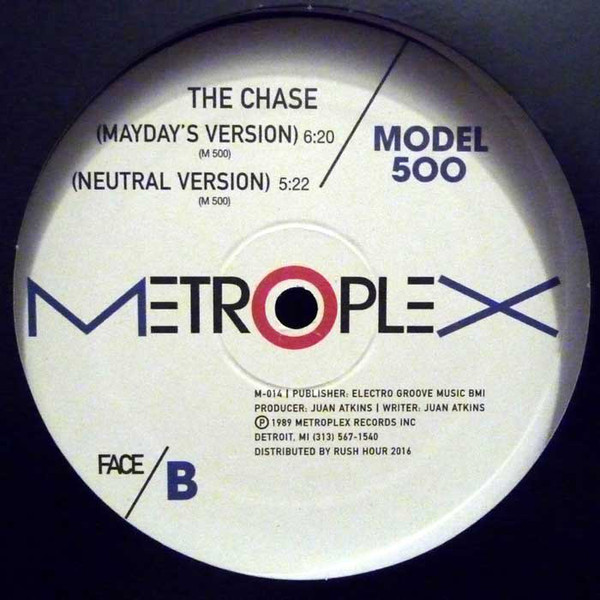 THE CHASE
(MAYDAY'S VERSION) 6:20
(M 500)
(NEUTRAL VERSION) 5:22
(M 500)
MODEL
500
METROPLEX
M-014 | PUBLISHER: ELECTRO GROOVE MUSIC BMI
PRODUCER: JUAN ATKINS | WRITER: JUAN ATKINS
Ⓟ 1989 METROPLEX RECORDS INC
DETROIT, MI (313) 567-1540
DISTRIBUTED BY RUSH HOUR 2016
FACE / B